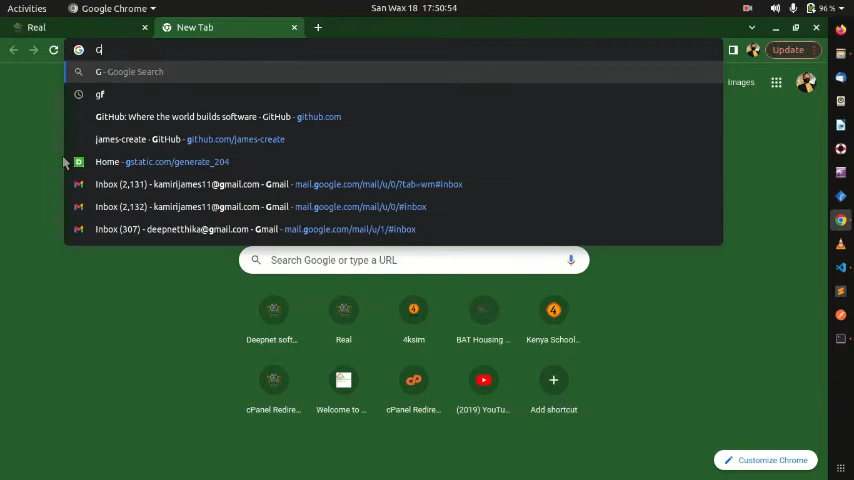 Activities Google Chrome San Wax 18 17:50:54 96 %
Real New Tab
G Update
G - Google Search
gf
GitHub: Where the world builds software - GitHub - github.com
james-create - GitHub - github.com/james-create
Home - gstatic.com/generate_204
Inbox (2,131) - kamirijames11@gmail.com - Gmail - mail.google.com/mail/u/0/?tab=wm#inbox
Inbox (2,132) - kamirijames11@gmail.com - Gmail - mail.google.com/mail/u/0/#inbox
Inbox (307) - deepnetthika@gmail.com - Gmail - mail.google.com/mail/u/1/#inbox
Images
Search Google or type a URL
Deepnet soft... Real 4ksim BAT Housing ... Kenya School...
cPanel Redire... Welcome to ... cPanel Redire... (2019) YouTu... Add shortcut
Customize Chrome